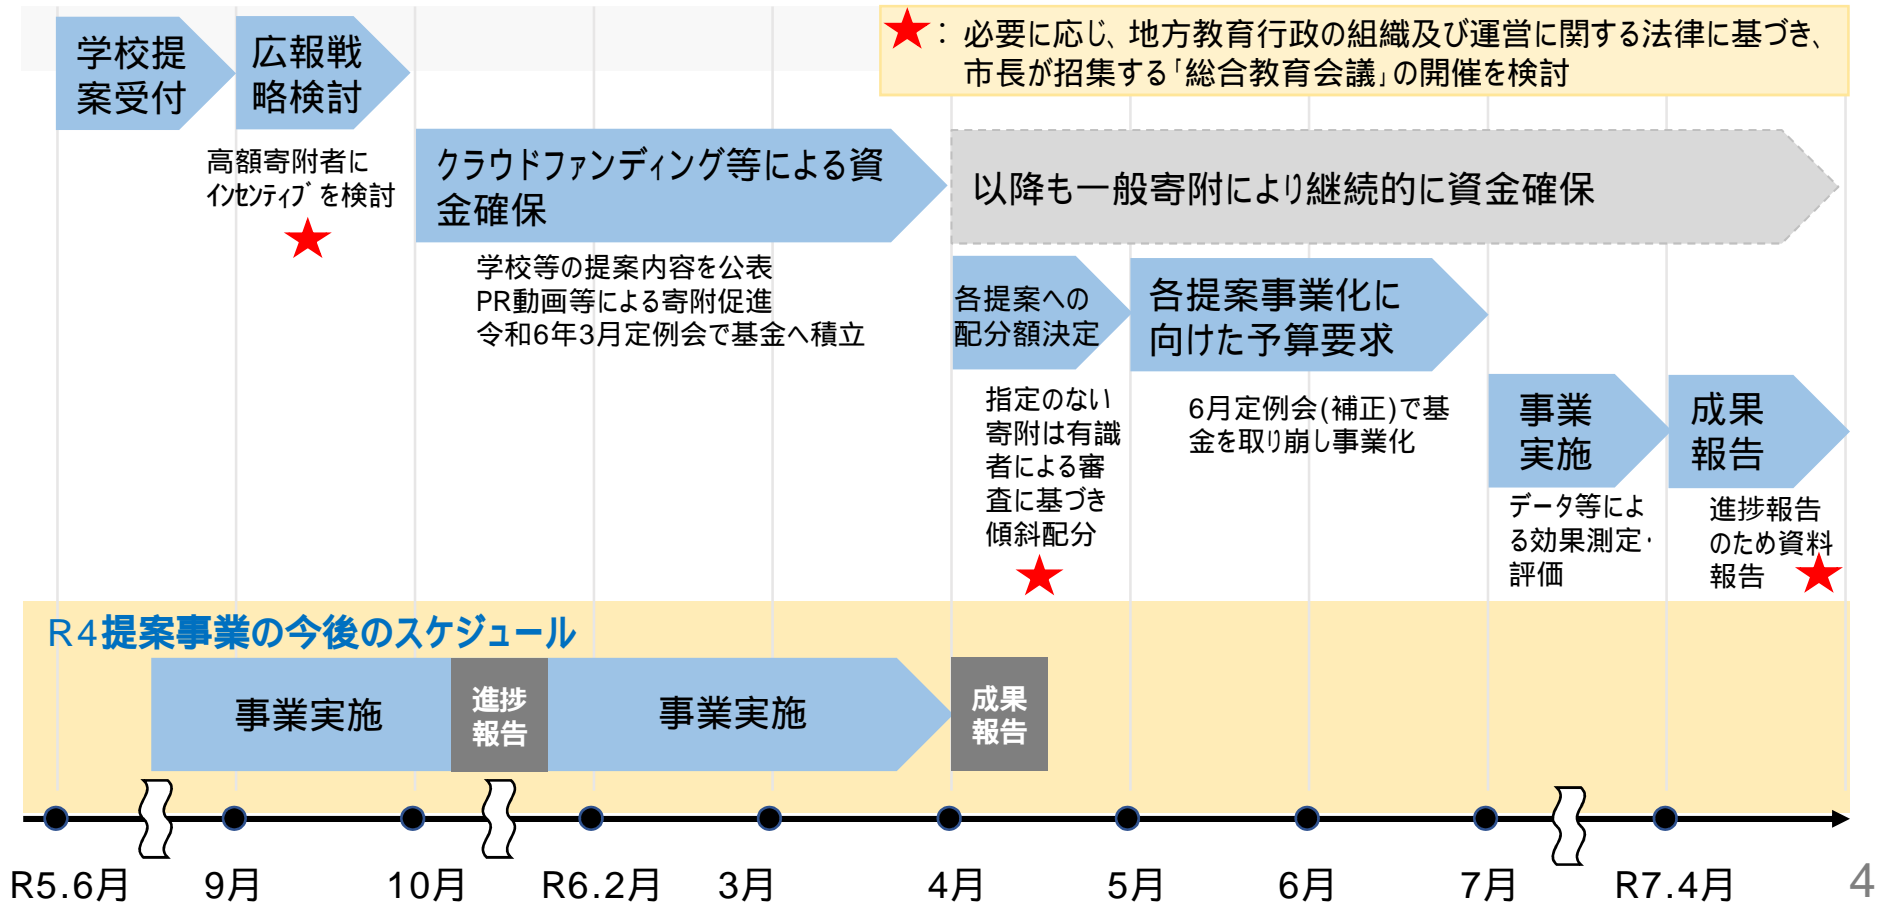 学校提
案受付
広報戦
略検討
★：必要に応じ、地方教育行政の組織及び運営に関する法律に基づき、
市長が招集する「総合教育会議」の開催を検討
高額寄附者に
ｲﾝｾﾝﾃｨﾌﾞを検討
★
クラウドファンディング等による資
金確保
以降も一般寄附により継続的に資金確保
学校等の提案内容を公表
PR動画等による寄附促進
令和6年3月定例会で基金へ積立
各提案への
配分額決定
各提案事業化に
向けた予算要求
指定のない
寄附は有識
者による審
査に基づき
傾斜配分
★
6月定例会(補正)で基
金を取り崩し事業化
事業
実施
成果
報告
データ等によ
る効果測定・
評価
進捗報告
のため資料
報告
★
R4提案事業の今後のスケジュール
事業実施
進捗
報告
事業実施
成果
報告
R5.6月
9月
10月
R6.2月
3月
4月
5月
6月
7月
R7.4月
4